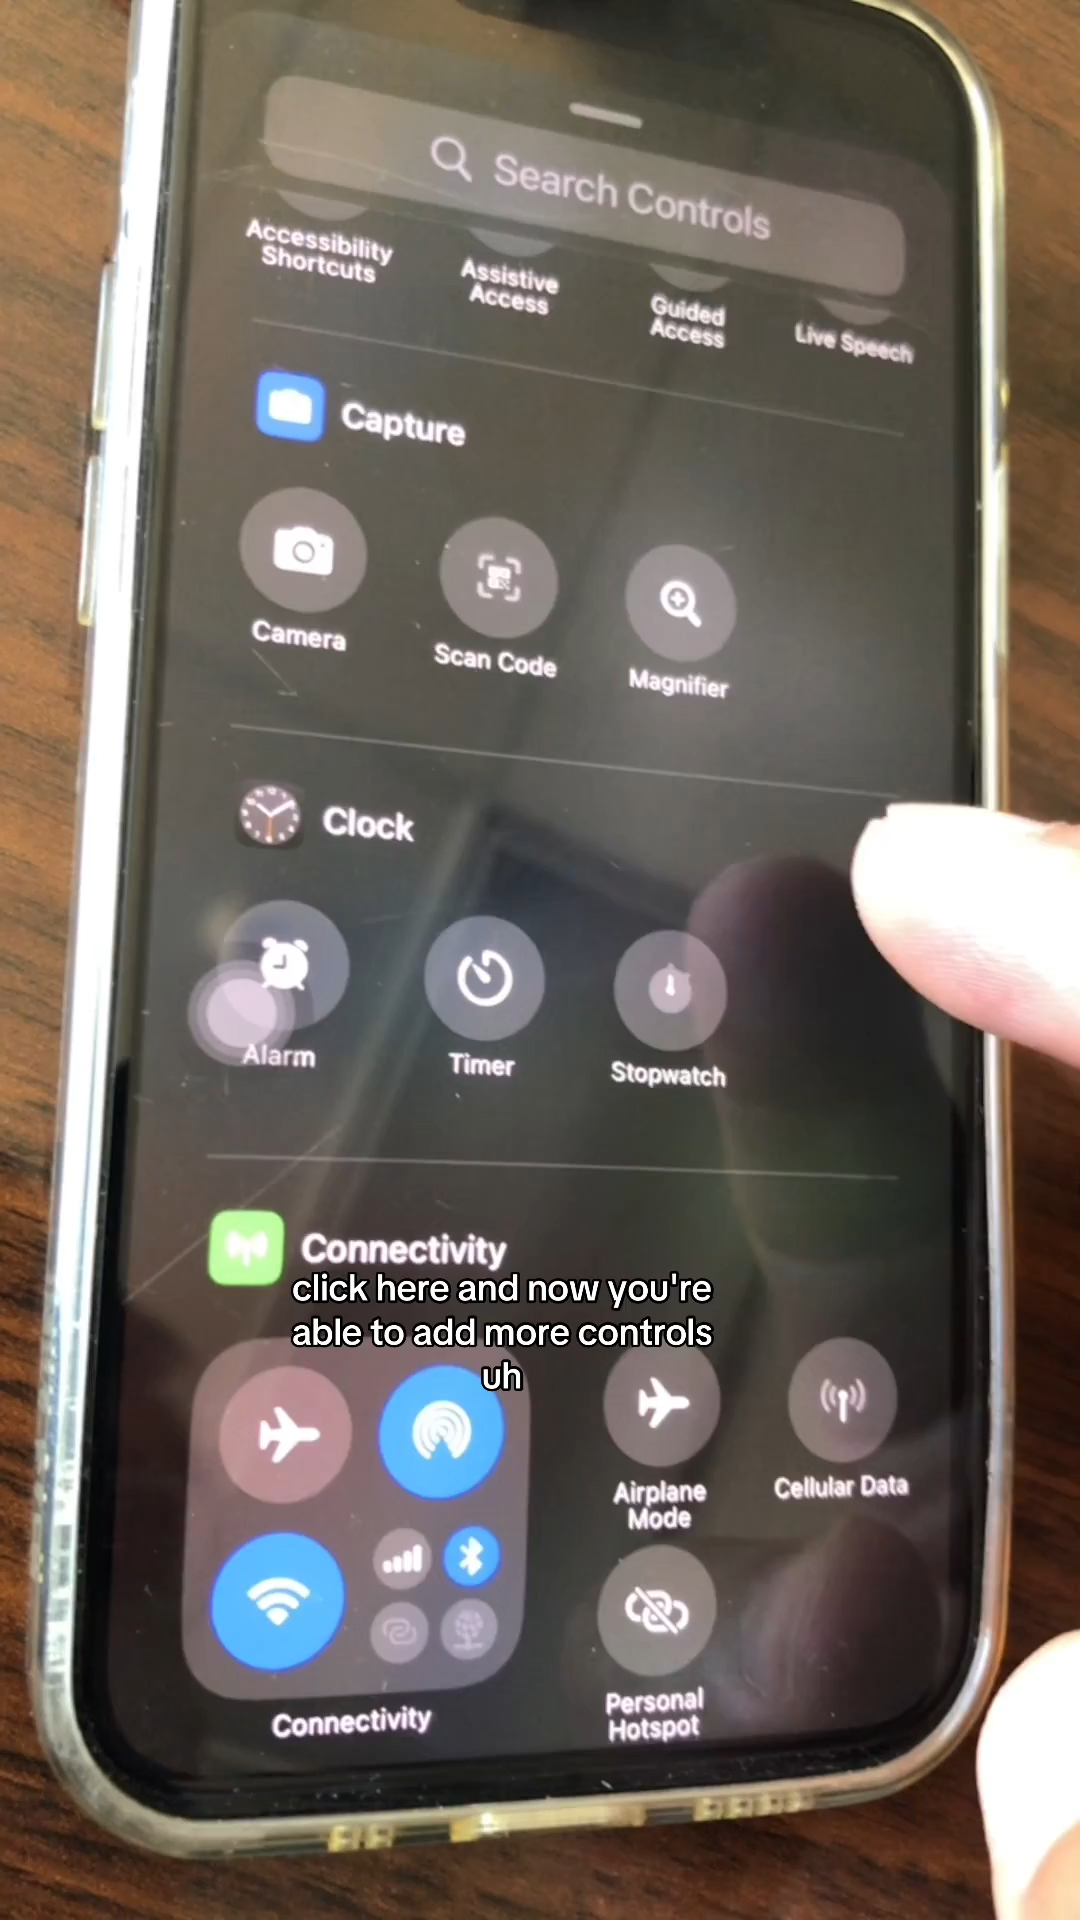 Search Controls
Accessibility
Shortcuts
Assistive
Access
Guided
Access
Live Speech
Capture
Camera
Scan Code
Magnifier
Clock
Alarm
Timer
Stopwatch
Connectivity
click here and now you're
able to add more controls
uh
Airplane
Mode
Cellular Data
Connectivity
Personal
Hotspot